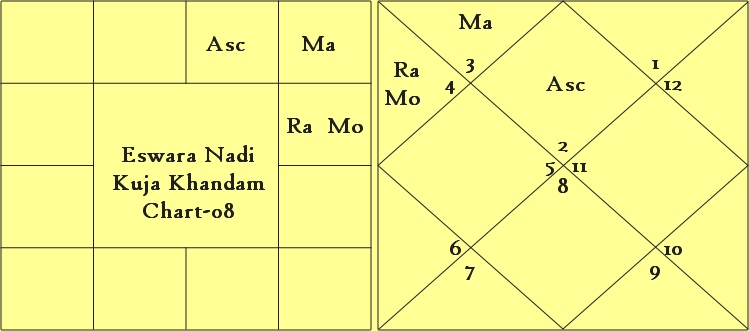 Asc
Ma
Ra Mo
Eswara Nadi
Kuja Khandam
Chart-08
Ma
Ra
Mo
3
4
Asc
1
12
2
5
11
8
6
7
10
9